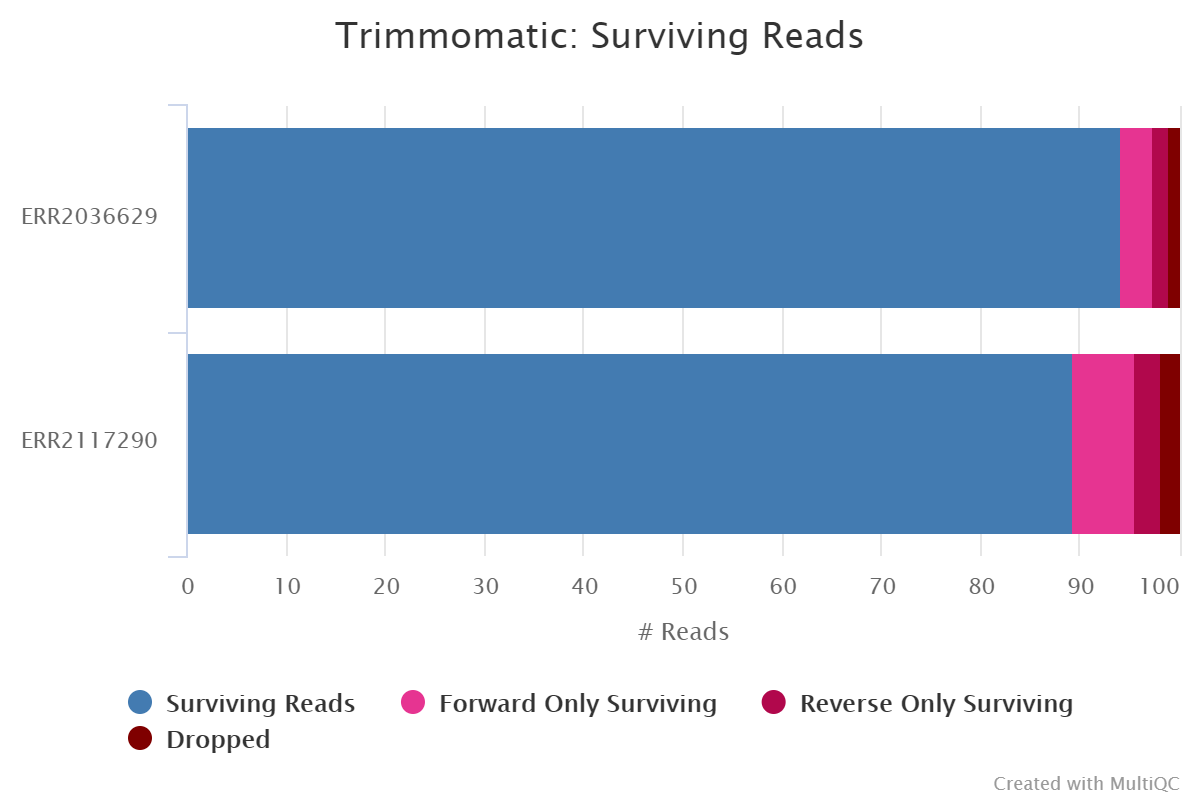 Trimmomatic: Surviving Reads
ERR2036629
ERR2117290
0 10 20 30 40 50 60 70 80 90 100
# Reads
Surviving Reads Forward Only Surviving Reverse Only Surviving
Dropped
Created with MultiQC